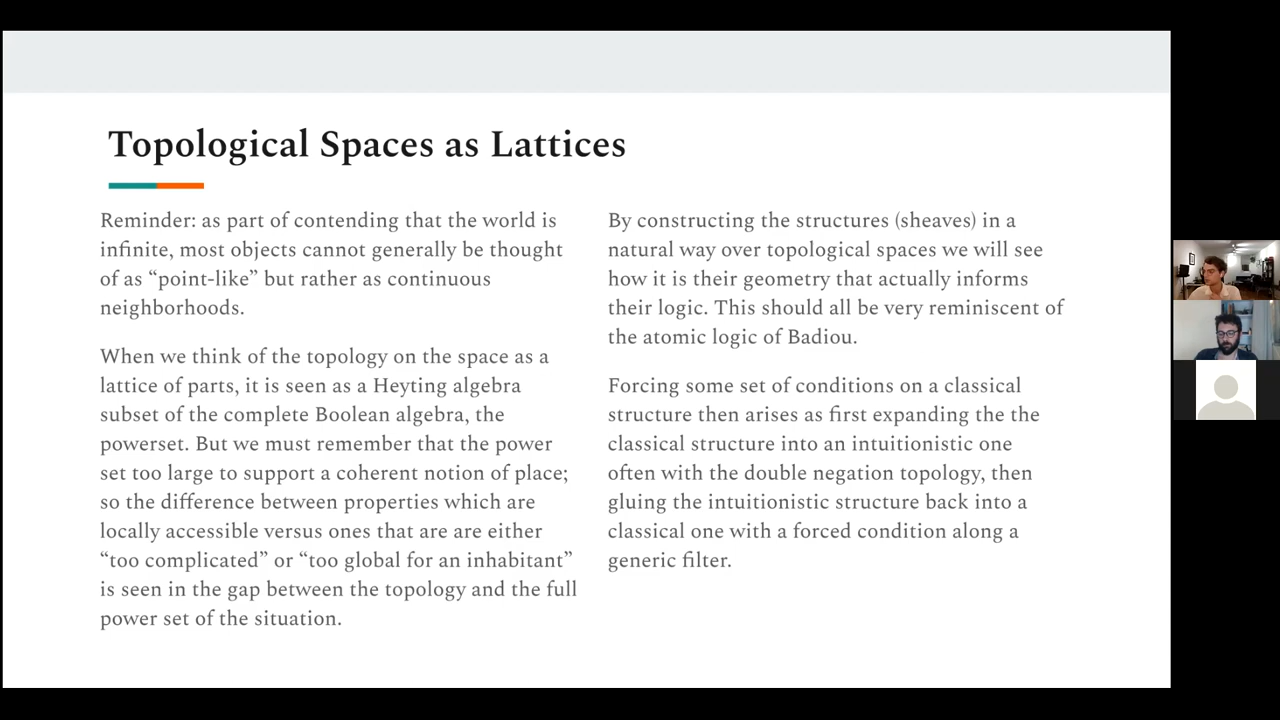 Topological Spaces as Lattices
Reminder: as part of contending that the world is
infinite, most objects cannot generally be thought
of as “point-like” but rather as continuous
neighborhoods.
When we think of the topology on the space as a
lattice of parts, it is seen as a Heyting algebra
subset of the complete Boolean algebra, the
powerset. But we must remember that the power
set too large to support a coherent notion of place;
so the difference between properties which are
locally accessible versus ones that are are either
“too complicated” or “too global for an inhabitant”
is seen in the gap between the topology and the full
power set of the situation.
By constructing the structures (sheaves) in a
natural way over topological spaces we will see
how it is their geometry that actually informs
their logic. This should all be very reminiscent of
the atomic logic of Badiou.
Forcing some set of conditions on a classical
structure then arises as first expanding the the
classical structure into an intuitionistic one
often with the double negation topology, then
gluing the intuitionistic structure back into a
classical one with a forced condition along a
generic filter.